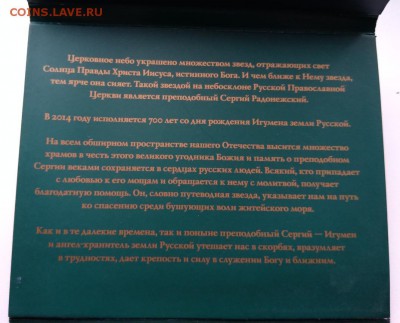 COINS.LAVE.RU
Церковное небо украшено множеством звезд, отражающих свет
Солнца Правды Христа Иисуса, истинного Бога. И чем ближе к Нему звезда,
тем ярче она сияет. Такой звездой на небосклоне Русской Православной
Церкви является преподобный Сергий Радонежский.
В 2014 году исполняется 700 лет со дня рождения Игумена земли Русской.
На всем обширном пространстве нашего Отечества высится множество
храмов в честь этого великого угодника Божия и память о преподобном
Сергии веками сохраняется в сердцах русских людей. Всякий, кто припадает
с любовью к его мощам и обращается к нему с молитвой, получает
благодатную помощь. Он, словно путеводная звезда, указывает нам на путь
ко спасению среди бушующих волн житейского моря.
Как и в те далекие времена, так и поныне преподобный Сергий — Игумен
и ангел-хранитель земли Русской утешает нас в скорбях, вразумляет
в трудностях, дает крепость и силу в служении Богу и ближним.